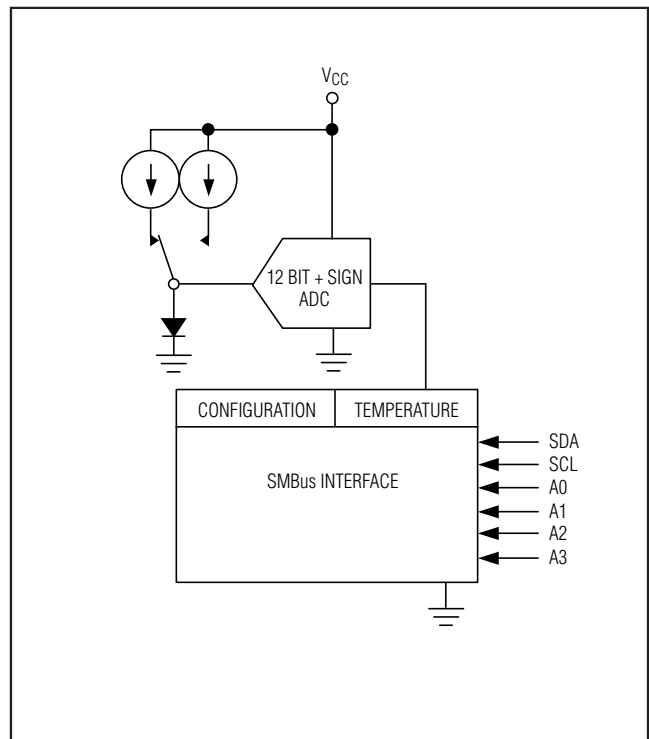 VCC
12 BIT + SIGN
ADC
CONFIGURATION
TEMPERATURE
SMBus INTERFACE
SDA
SCL
A0
A1
A2
A3